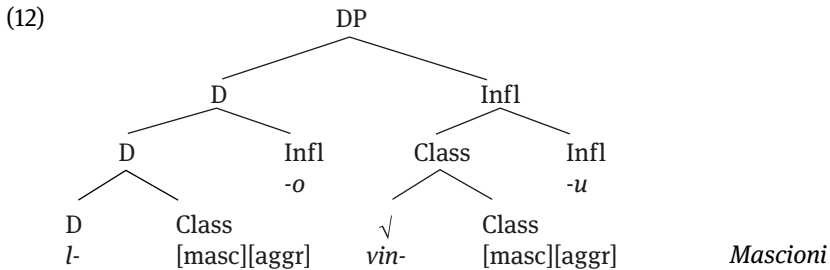 (12) DP
D Infl
D Infl Class Infl
-o -u
D Class √ Class
l- [masc][aggr] vin- [masc][aggr] Mascioni